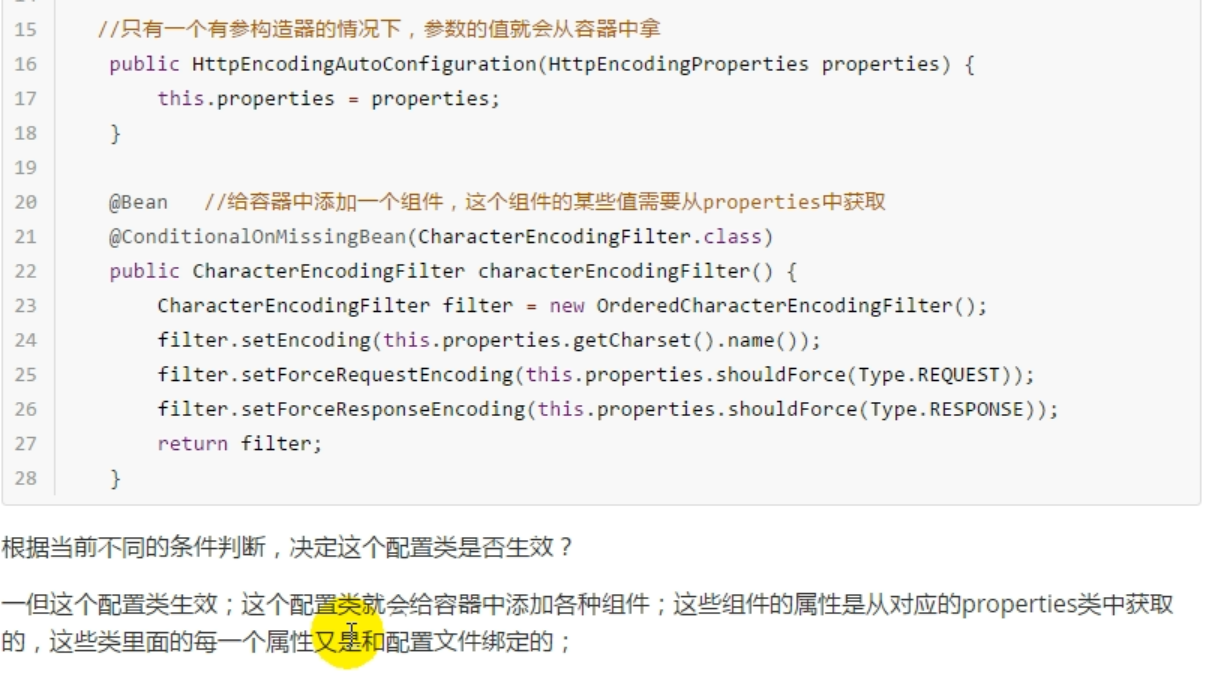 15 //只有一个有参构造器的情况下，参数的值就会从容器中拿
16 public HttpEncodingAutoConfiguration(HttpEncodingProperties properties) {
17 this.properties = properties;
18 }
19
20 @Bean //给容器中添加一个组件，这个组件的某些值需要从properties中获取
21 @ConditionalOnMissingBean(CharacterEncodingFilter.class)
22 public CharacterEncodingFilter characterEncodingFilter() {
23 CharacterEncodingFilter filter = new OrderedCharacterEncodingFilter();
24 filter.setEncoding(this.properties.getCharset().name());
25 filter.setForceRequestEncoding(this.properties.shouldForce(Type.REQUEST));
26 filter.setForceResponseEncoding(this.properties.shouldForce(Type.RESPONSE));
27 return filter;
28 }
根据当前不同的条件判断，决定这个配置类是否生效？
一但这个配置类生效；这个配置类就会给容器中添加各种组件；这些组件的属性是从对应的properties类中获取
的，这些类里面的每一个属性又是和配置文件绑定的；